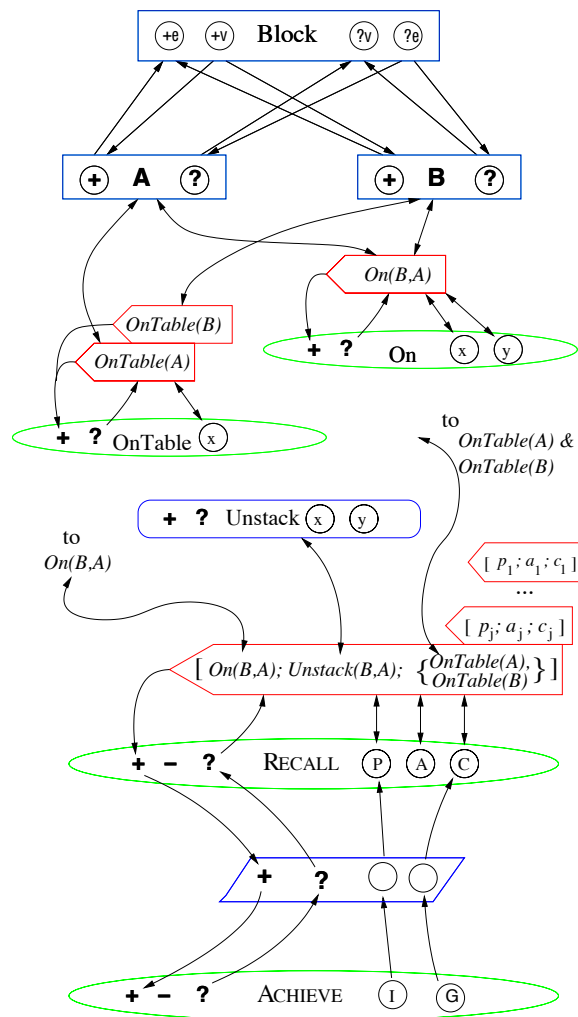 +e +v Block ?v ?e
+ A ? + B ?
On(B,A)
OnTable(B)
OnTable(A)
+ ? On x y
+ ? OnTable x
to
OnTable(A) &
OnTable(B)
+ ? Unstack x y
to
On(B,A)
[ p1 ; a1 ; c1 ]
...
[ pj ; aj ; cj ]
[ On(B,A); Unstack(B,A); {OnTable(A), OnTable(B)} ]
+ – ? RECALL P A C
+ ?
+ – ? ACHIEVE I G